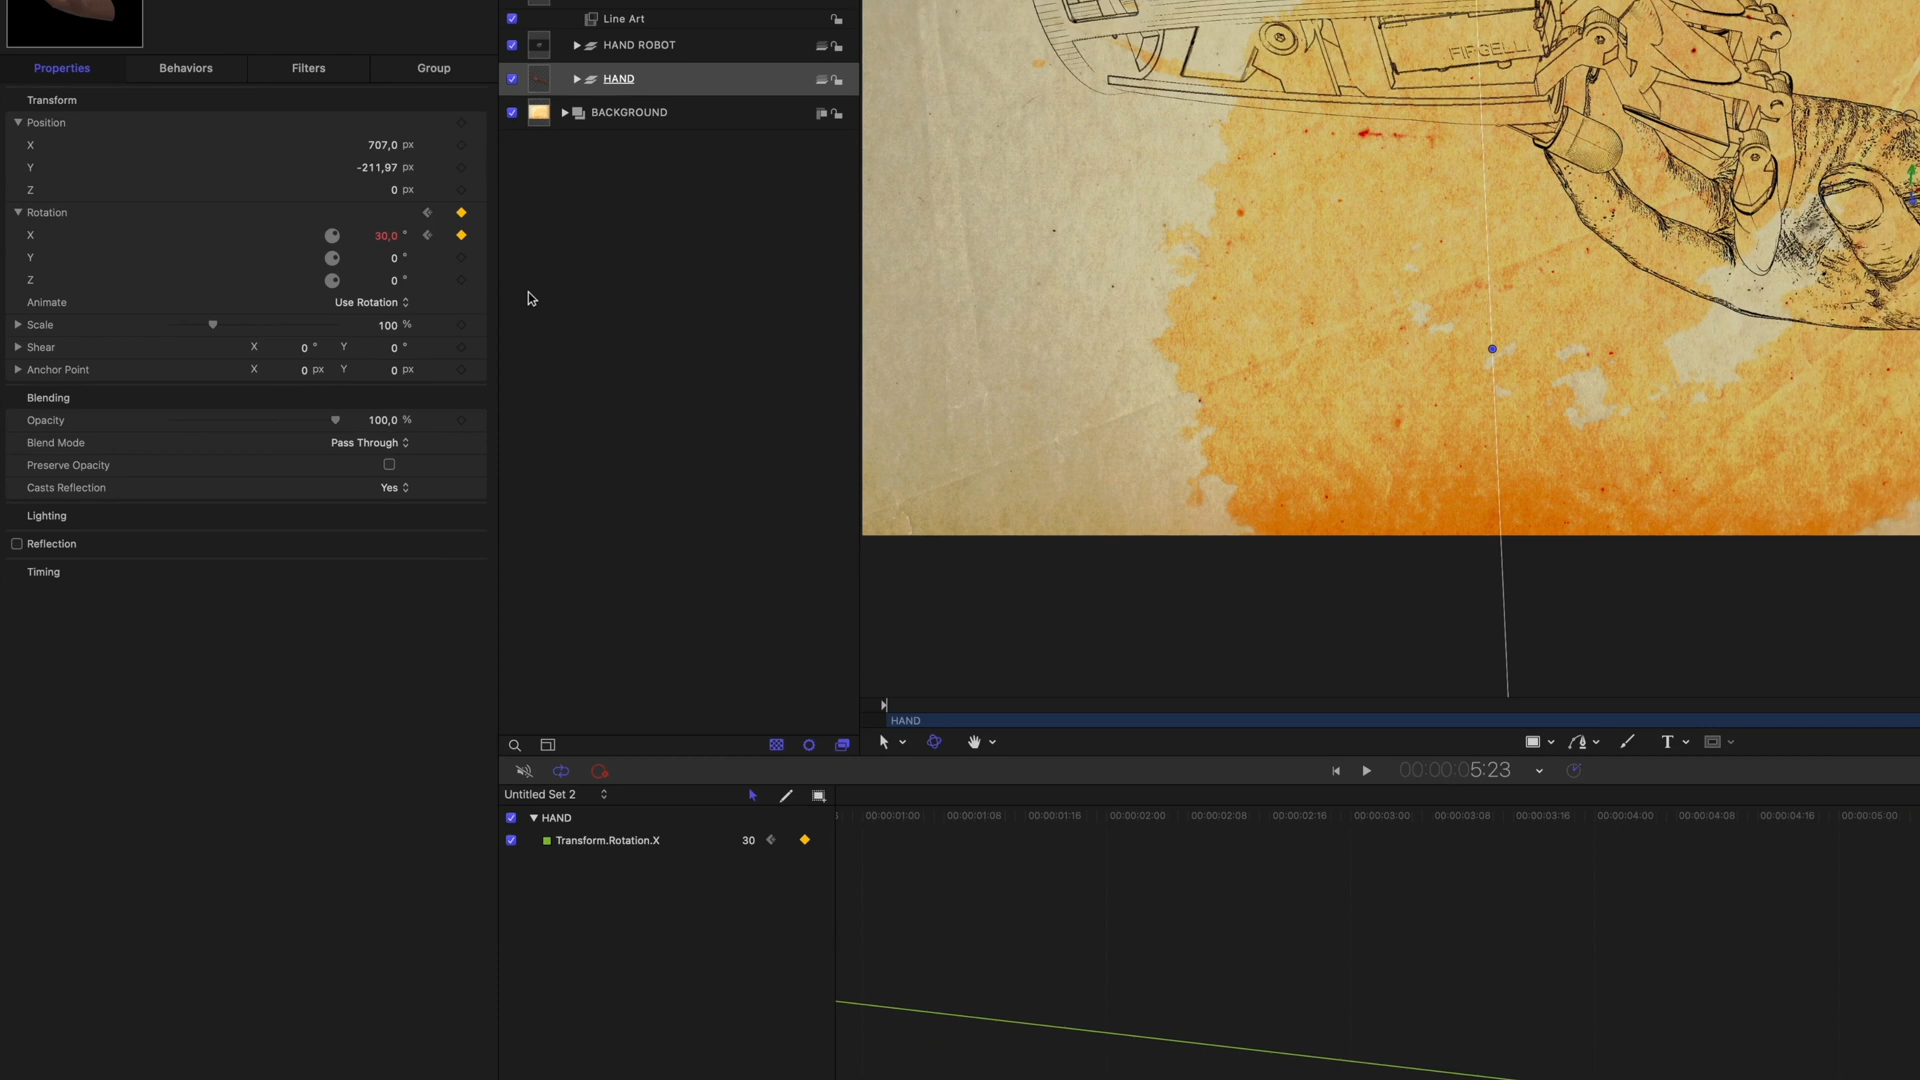 Line Art
HAND ROBOT
HAND
BACKGROUND
Properties
Behaviors
Filters
Group
Transform
Position
X 707,0 px
Y -211,97 px
Z 0 px
Rotation
X 30,0 °
Y 0 °
Z 0 °
Animate Use Rotation
Scale 100 %
Shear X 0 ° Y 0 °
Anchor Point X 0 px Y 0 px
Blending
Opacity 100,0 %
Blend Mode Pass Through
Preserve Opacity
Casts Reflection Yes
Lighting
Reflection
Timing
FIRGELLI
HAND
T
00:00:05:23
Untitled Set 2
HAND
Transform.Rotation.X 30
00:00:01:00 00:00:01:08 00:00:01:16 00:00:02:00 00:00:02:08 00:00:02:16 00:00:03:00 00:00:03:08 00:00:03:16 00:00:04:00 00:00:04:08 00:00:04:16 00:00:05:00